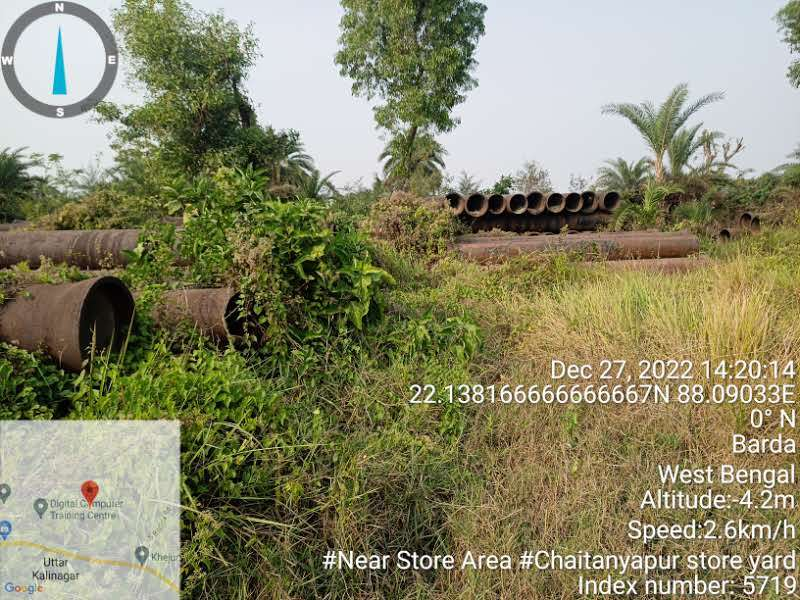 N
W E
S
Dec 27, 2022 14:20:14
22.138166666666667N 88.09033E
0° N
Barda
West Bengal
Altitude:-4.2m
Speed:2.6km/h
#Near Store Area #Chaitanyapur store yard
Index number: 5719
Digital Computer
Training Centre
Uttar
Kalinagar
Khejur
Google